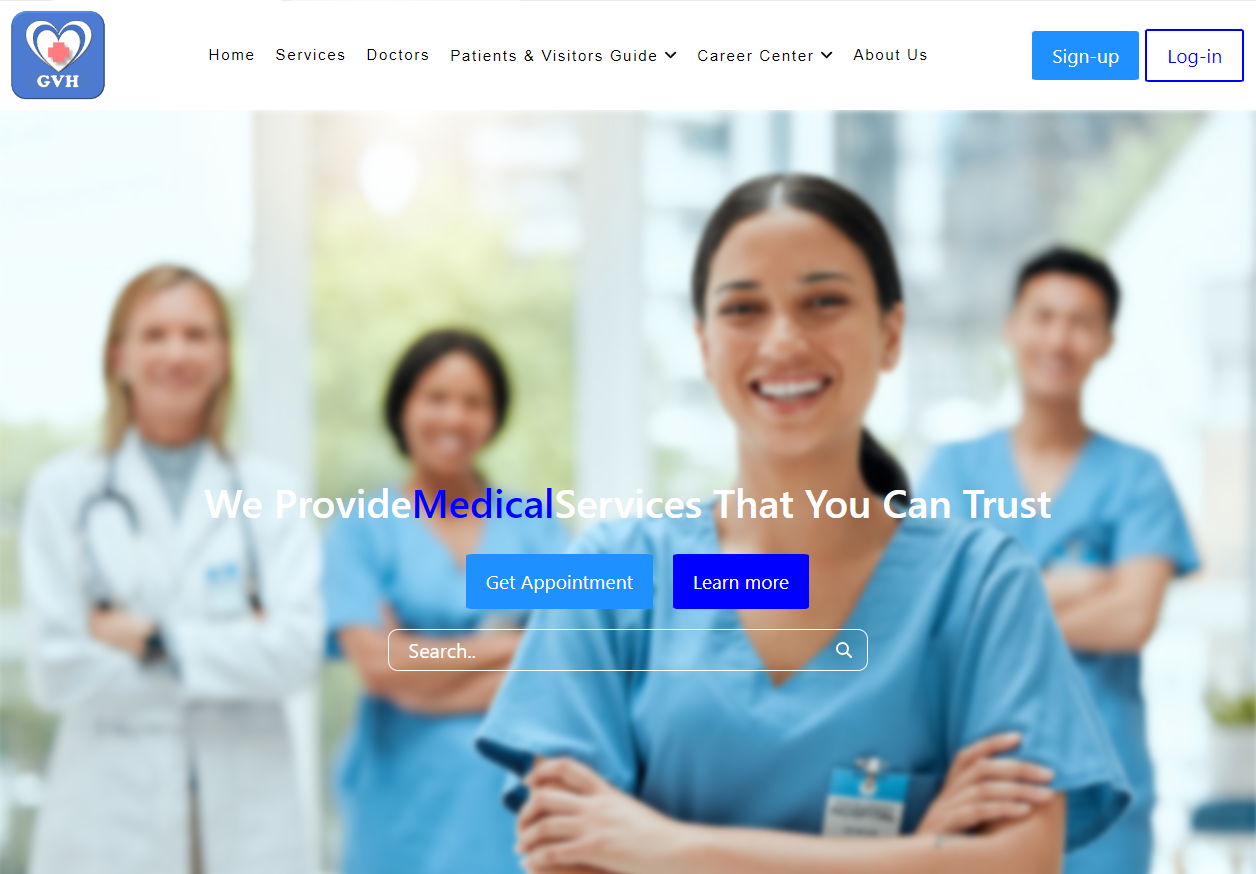 GVH
Home Services Doctors Patients & Visitors Guide Career Center About Us
Sign-up Log-in
We ProvideMedicalServices That You Can Trust
Get Appointment Learn more
Search..
HOSPITAL